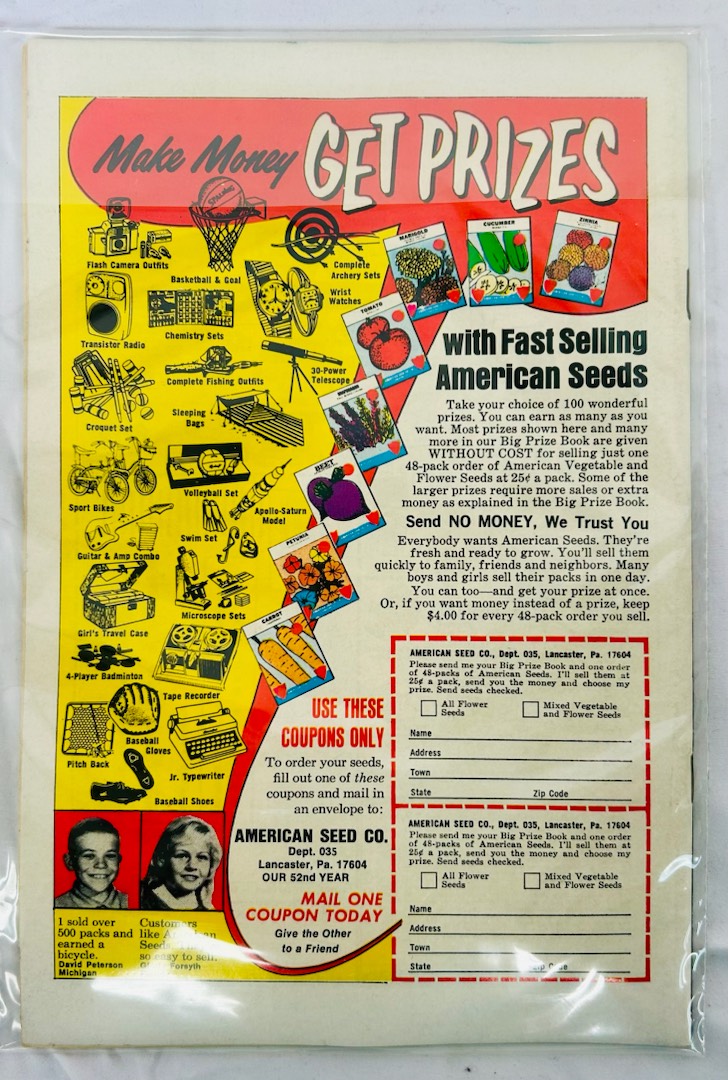 Make Money GET PRIZES
SPALDING
Flash Camera Outfits
Basketball & Goal
Complete
Archery Sets
Wrist
Watches
Transistor Radio
Chemistry Sets
Complete Fishing Outfits
30-Power
Telescope
Croquet Set
Sleeping
Bags
Sport Bikes
Volleyball Set
Apollo-Saturn
Model
Swim Set
Guitar & Amp Combo
Girl's Travel Case
Microscope Sets
4-Player Badminton
Tape Recorder
Pitch Back
Baseball
Gloves
Jr. Typewriter
Baseball Shoes
MARIGOLD
CUCUMBER
ZINNIA
TOMATO
BEET
PETUNIA
CARROT
with Fast Selling
American Seeds
Take your choice of 100 wonderful
prizes. You can earn as many as you
want. Most prizes shown here and many
more in our Big Prize Book are given
WITHOUT COST for selling just one
48-pack order of American Vegetable and
Flower Seeds at 25¢ a pack. Some of the
larger prizes require more sales or extra
money as explained in the Big Prize Book.
Send NO MONEY, We Trust You
Everybody wants American Seeds. They're
fresh and ready to grow. You'll sell them
quickly to family, friends and neighbors. Many
boys and girls sell their packs in one day.
You can too—and get your prize at once.
Or, if you want money instead of a prize, keep
$4.00 for every 48-pack order you sell.
USE THESE
COUPONS ONLY
To order your seeds,
fill out one of these
coupons and mail in
an envelope to:
AMERICAN SEED CO.
Dept. 035
Lancaster, Pa. 17604
OUR 52nd YEAR
MAIL ONE
COUPON TODAY
Give the Other
to a Friend
1 sold over
500 packs and
earned a
bicycle.
David Peterson
Michigan
Customers
like American
Seeds
so easy to sell.
Forsyth
AMERICAN SEED CO., Dept. 035, Lancaster, Pa. 17604
Please send me your Big Prize Book and one order
of 48-packs of American Seeds. I'll sell them at
25¢ a pack, send you the money and choose my
prize. Send seeds checked.
All Flower
Seeds
Mixed Vegetable
and Flower Seeds
Name
Address
Town
State Zip Code
AMERICAN SEED CO., Dept. 035, Lancaster, Pa. 17604
Please send me your Big Prize Book and one order
of 48-packs of American Seeds. I'll sell them at
25¢ a pack, send you the money and choose my
prize. Send seeds checked.
All Flower
Seeds
Mixed Vegetable
and Flower Seeds
Name
Address
Town
State Zip Code